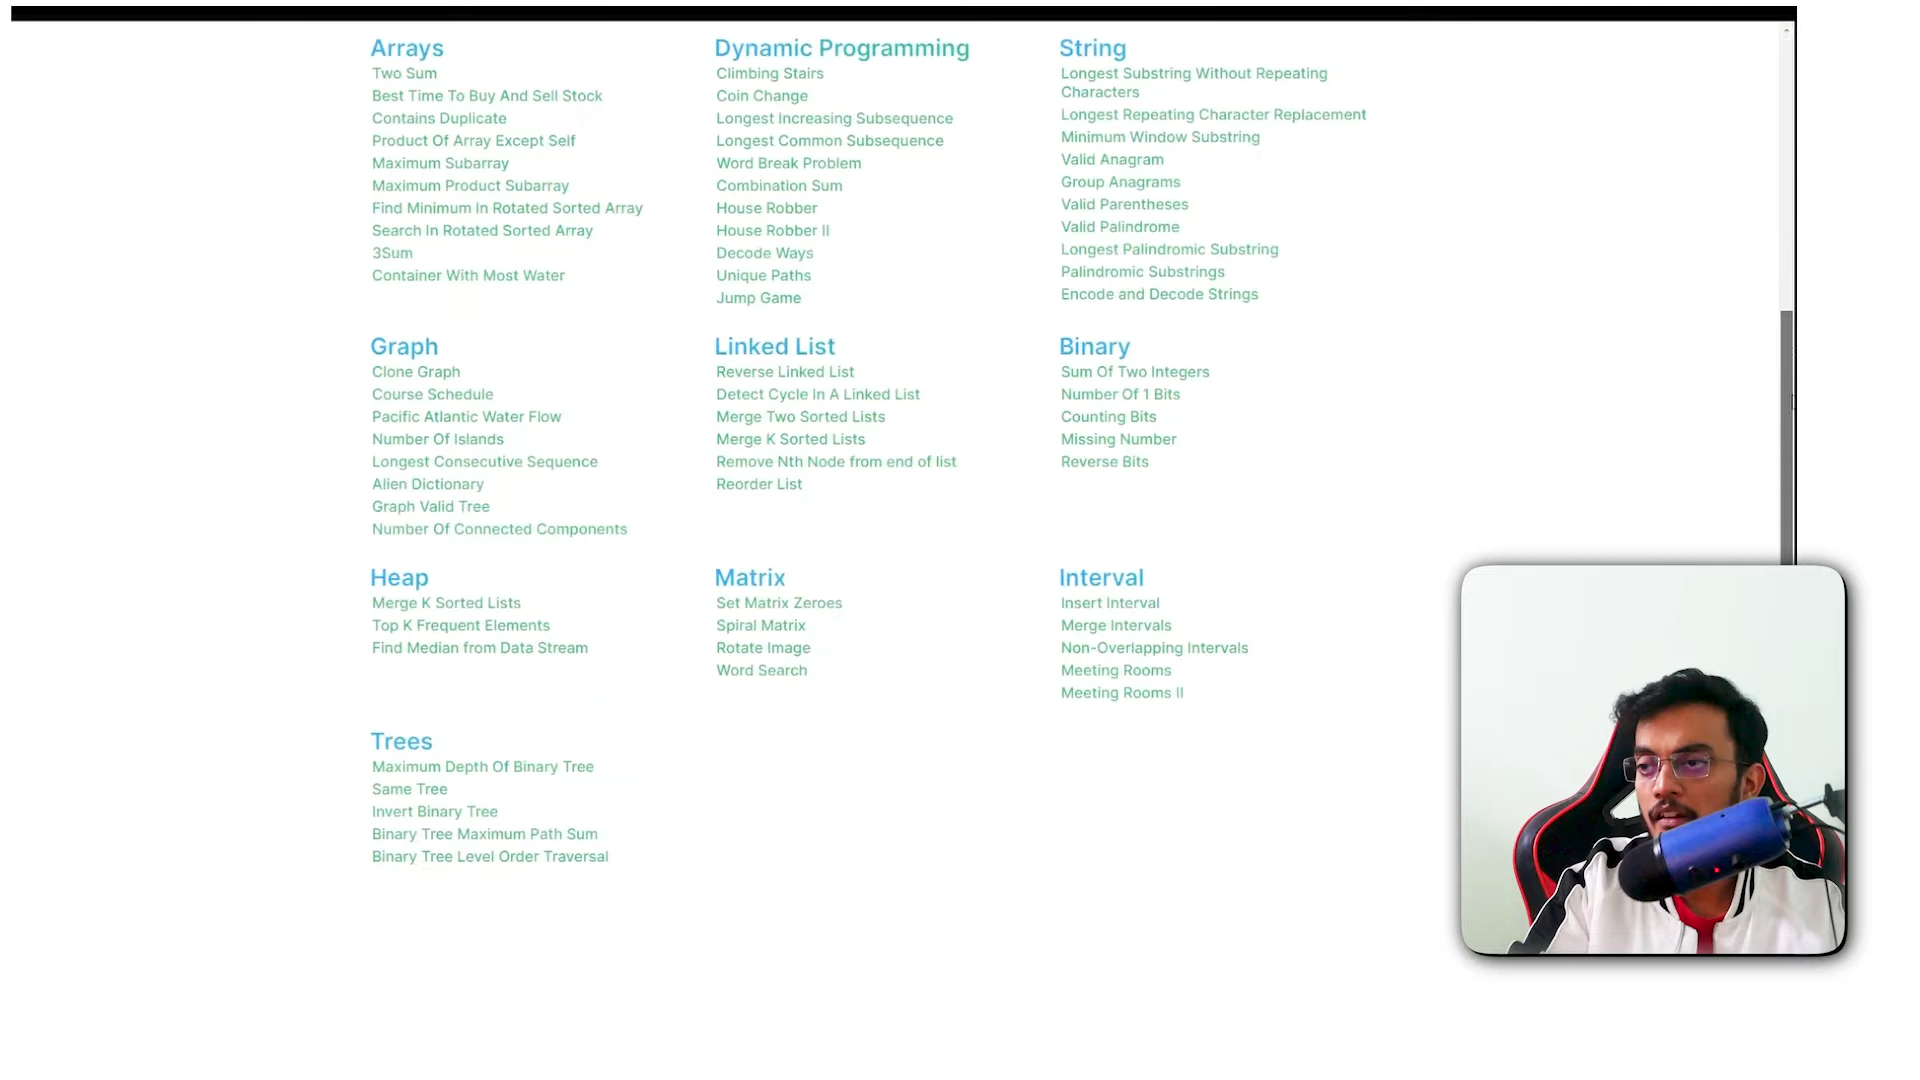 Arrays
Two Sum
Best Time To Buy And Sell Stock
Contains Duplicate
Product Of Array Except Self
Maximum Subarray
Maximum Product Subarray
Find Minimum In Rotated Sorted Array
Search In Rotated Sorted Array
3Sum
Container With Most Water
Dynamic Programming
Climbing Stairs
Coin Change
Longest Increasing Subsequence
Longest Common Subsequence
Word Break Problem
Combination Sum
House Robber
House Robber II
Decode Ways
Unique Paths
Jump Game
String
Longest Substring Without Repeating
Characters
Longest Repeating Character Replacement
Minimum Window Substring
Valid Anagram
Group Anagrams
Valid Parentheses
Valid Palindrome
Longest Palindromic Substring
Palindromic Substrings
Encode and Decode Strings
Graph
Clone Graph
Course Schedule
Pacific Atlantic Water Flow
Number Of Islands
Longest Consecutive Sequence
Alien Dictionary
Graph Valid Tree
Number Of Connected Components
Linked List
Reverse Linked List
Detect Cycle In A Linked List
Merge Two Sorted Lists
Merge K Sorted Lists
Remove Nth Node from end of list
Reorder List
Binary
Sum Of Two Integers
Number Of 1 Bits
Counting Bits
Missing Number
Reverse Bits
Heap
Merge K Sorted Lists
Top K Frequent Elements
Find Median from Data Stream
Matrix
Set Matrix Zeroes
Spiral Matrix
Rotate Image
Word Search
Interval
Insert Interval
Merge Intervals
Non-Overlapping Intervals
Meeting Rooms
Meeting Rooms II
Trees
Maximum Depth Of Binary Tree
Same Tree
Invert Binary Tree
Binary Tree Maximum Path Sum
Binary Tree Level Order Traversal